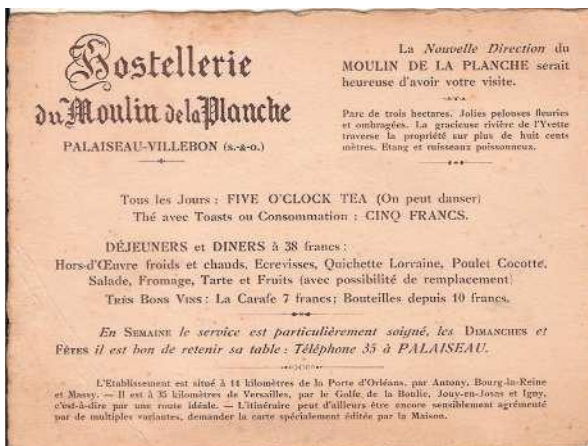 Hostellerie
du Moulin de la Planche
PALAISEAU-VILLEBON (S.-&-O.)
La Nouvelle Direction du
MOULIN DE LA PLANCHE serait
heureuse d'avoir votre visite.
Parc de trois hectares. Jolies pelouses fleuries
et ombragées. La gracieuse rivière de l'Yvette
traverse la propriété sur plus de huit cents
mètres. Etang et ruisseaux poissonneux.
Tous les Jours : FIVE O'CLOCK TEA (On peut danser)
Thé avec Toasts ou Consommation : CINQ FRANCS.
DÉJEUNERS et DINERS à 38 francs :
Hors-d'Œuvre froids et chauds, Ecrevisses, Quichette Lorraine, Poulet Cocotte,
Salade, Fromage, Tarte et Fruits (avec possibilité de remplacement)
TRÈS BONS VINS : La Carafe 7 francs; Bouteilles depuis 10 francs.
En SEMAINE le service est particulièrement soigné, les DIMANCHES et
FÊTES il est bon de retenir sa table : Téléphone 35 à PALAISEAU.
L'Etablissement est situé à 14 kilomètres de la Porte d'Orléans, par Antony, Bourg-la-Reine
et Massy. — Il est à 35 kilomètres de Versailles, par le Golfe de la Boulie, Jouy-en-Josas et Igny,
c'est-à-dire par une route idéale. — L'itinéraire peut d'ailleurs être encore sensiblement agrémenté
par de multiples variantes, demander la carte spécialement éditée par la Maison.